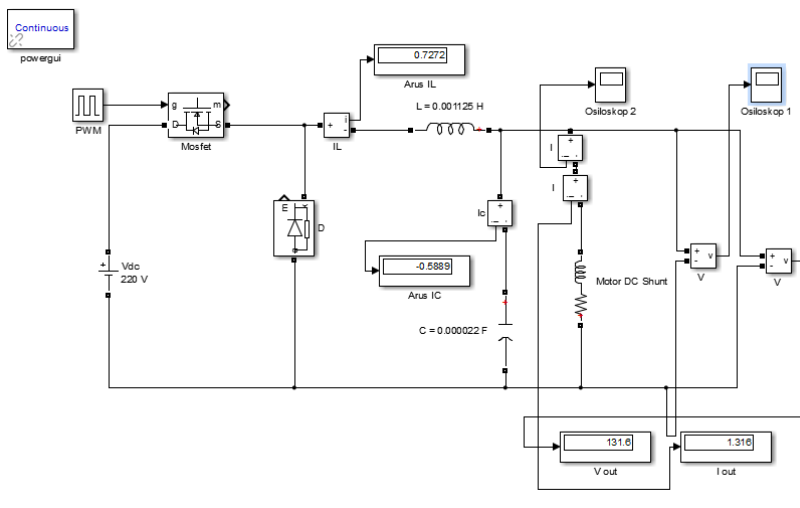 Continuous
powergui
0.7272
Arus IL
PWM
g
m
D
S
Mosfet
+
-
i
IL
L = 0.001125 H
+
Osiloskop 2
Osiloskop 1
+
-
I
+
-
I
+
-
Ic
E
D
-0.5889
Arus IC
+
Vdc
220 V
C = 0.000022 F
+
Motor DC Shunt
+
-
v
V
+
-
v
V
131.6
V out
1.316
I out